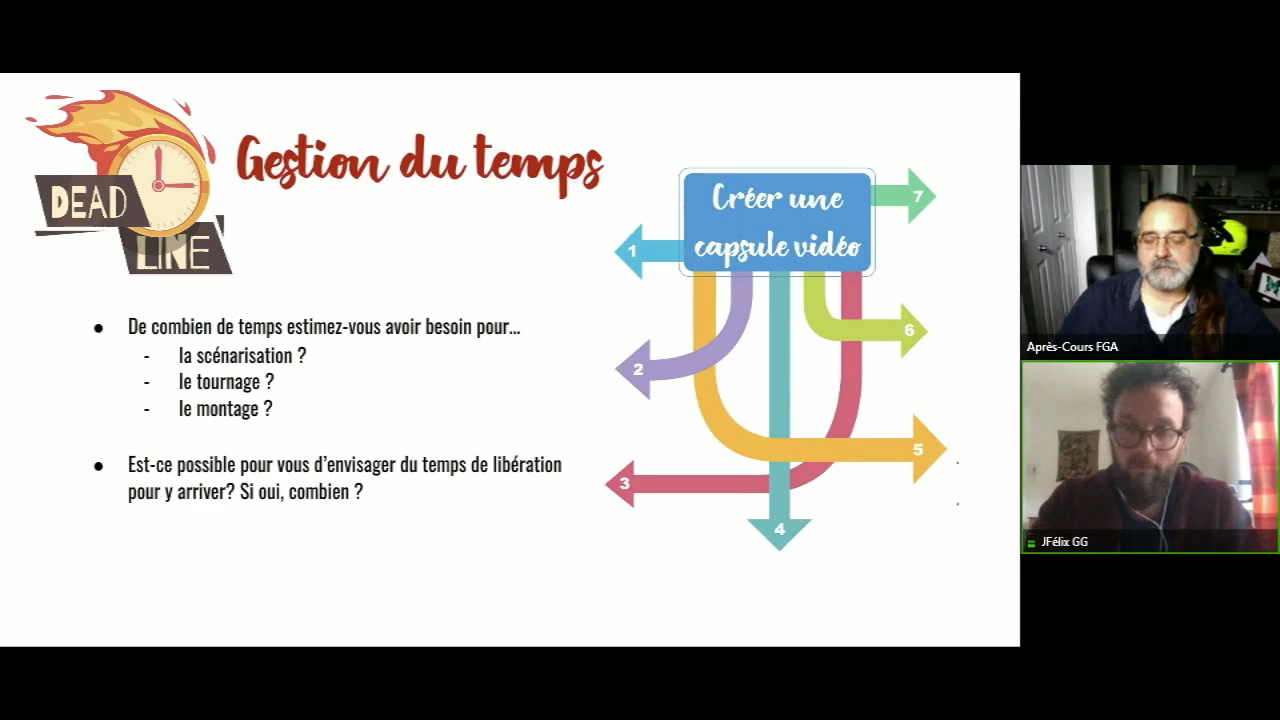 DEAD
LINE
Gestion du temps
Créer une
capsule vidéo
1
2
3
4
5
6
7
● De combien de temps estimez-vous avoir besoin pour...
- la scénarisation ?
- le tournage ?
- le montage ?
● Est-ce possible pour vous d’envisager du temps de libération
pour y arriver? Si oui, combien ?
Après-Cours FGA
JFélix GG